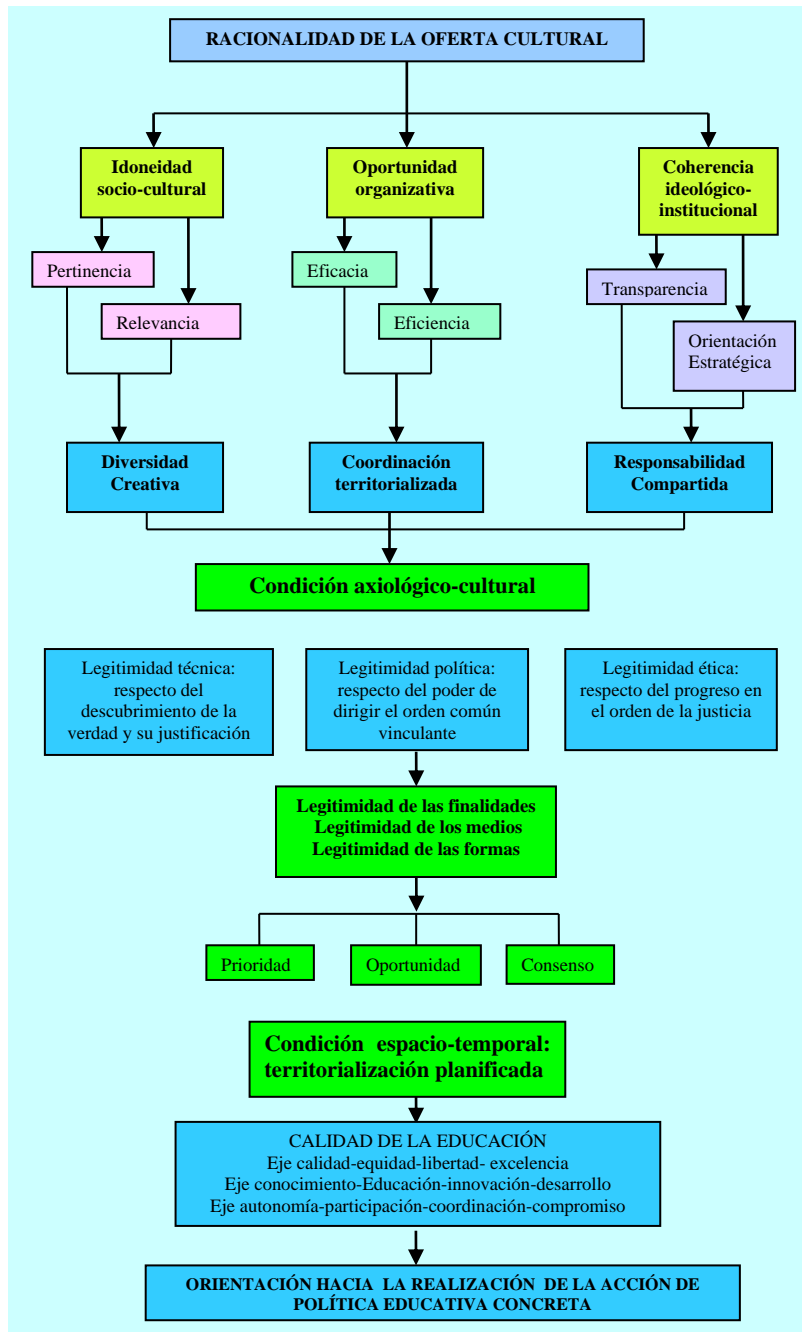 RACIONALIDAD DE LA OFERTA CULTURAL
Idoneidad
socio-cultural
Oportunidad
organizativa
Coherencia
ideológico-
institucional
Pertinencia
Relevancia
Eficacia
Eficiencia
Transparencia
Orientación
Estratégica
Diversidad
Creativa
Coordinación
territorializada
Responsabilidad
Compartida
Condición axiológico-cultural
Legitimidad técnica:
respecto del
descubrimiento de la
verdad y su justificación
Legitimidad política:
respecto del poder de
dirigir el orden común
vinculante
Legitimidad ética:
respecto del progreso en
el orden de la justicia
Legitimidad de las finalidades
Legitimidad de los medios
Legitimidad de las formas
Prioridad
Oportunidad
Consenso
Condición espacio-temporal:
territorialización planificada
CALIDAD DE LA EDUCACIÓN
Eje calidad-equidad-libertad- excelencia
Eje conocimiento-Educación-innovación-desarrollo
Eje autonomía-participación-coordinación-compromiso
ORIENTACIÓN HACIA LA REALIZACIÓN DE LA ACCIÓN DE
POLÍTICA EDUCATIVA CONCRETA